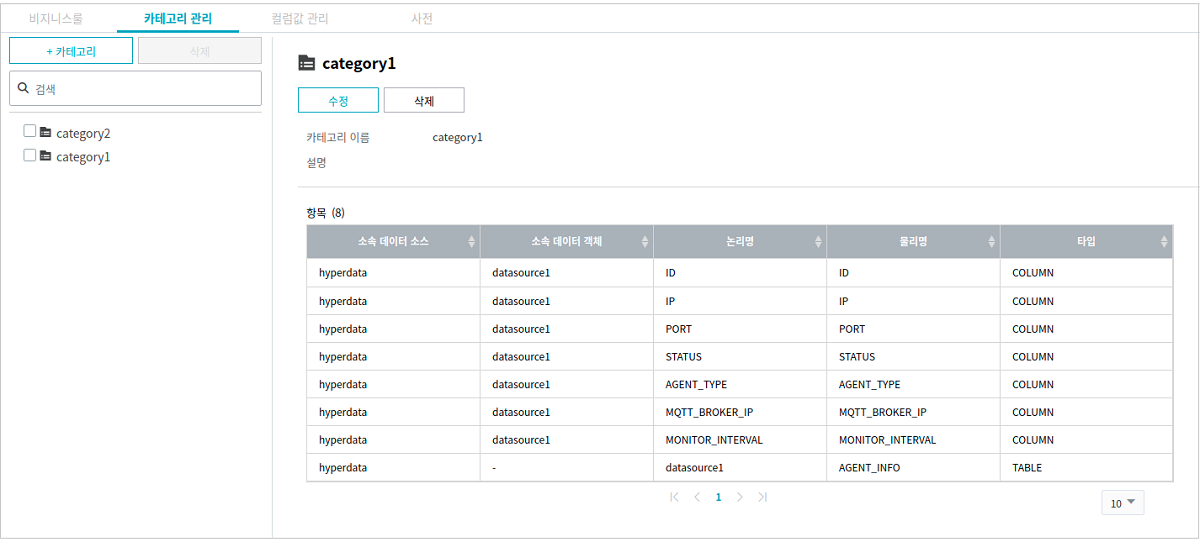 비지니스룰 카테고리 관리 컬럼값 관리 사전
+ 카테고리 삭제
검색
category2
category1
category1
수정 삭제
카테고리 이름 category1
설명
항목 (8)
소속 데이터 소스 소속 데이터 객체 논리명 물리명 타입
hyperdata datasource1 ID ID COLUMN
hyperdata datasource1 IP IP COLUMN
hyperdata datasource1 PORT PORT COLUMN
hyperdata datasource1 STATUS STATUS COLUMN
hyperdata datasource1 AGENT_TYPE AGENT_TYPE COLUMN
hyperdata datasource1 MQTT_BROKER_IP MQTT_BROKER_IP COLUMN
hyperdata datasource1 MONITOR_INTERVAL MONITOR_INTERVAL COLUMN
hyperdata - datasource1 AGENT_INFO TABLE
1
10